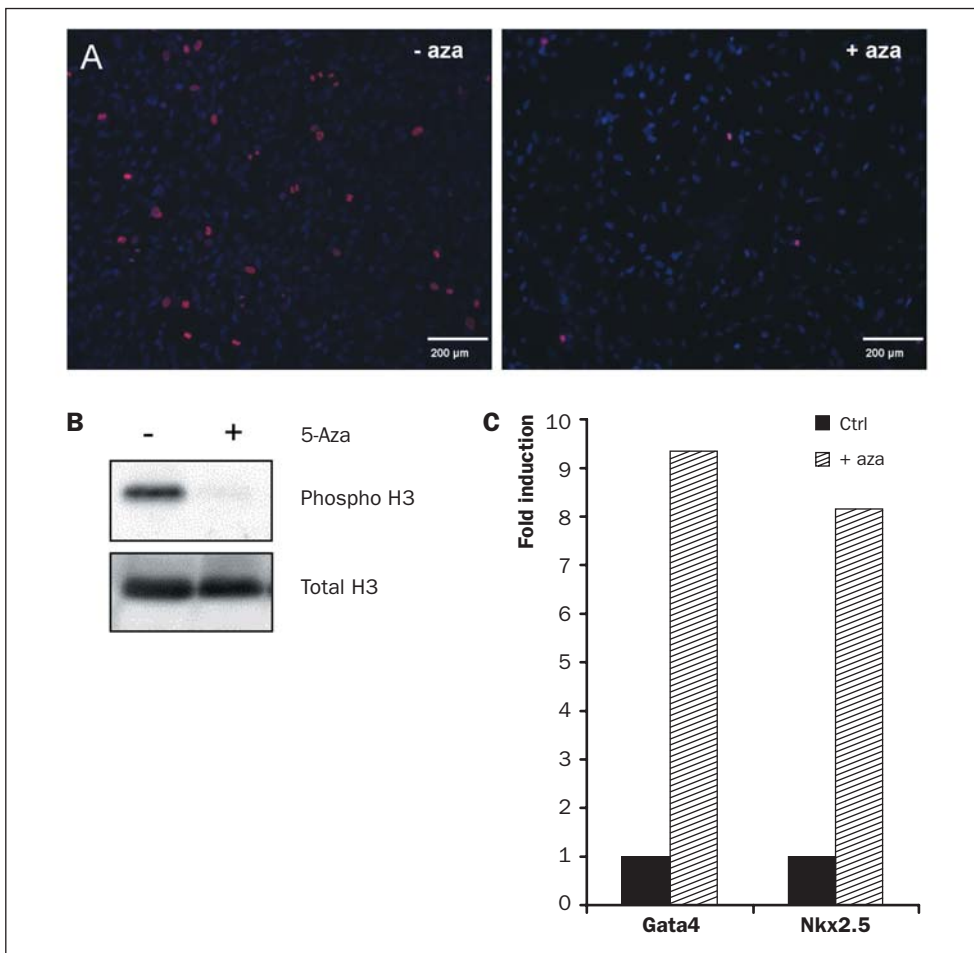 A
- aza
+ aza
200 µm
200 µm
B
- +
5-Aza
Phospho H3
Total H3
C
Fold induction
10
9
8
7
6
5
4
3
2
1
0
Ctrl
+ aza
Gata4
Nkx2.5